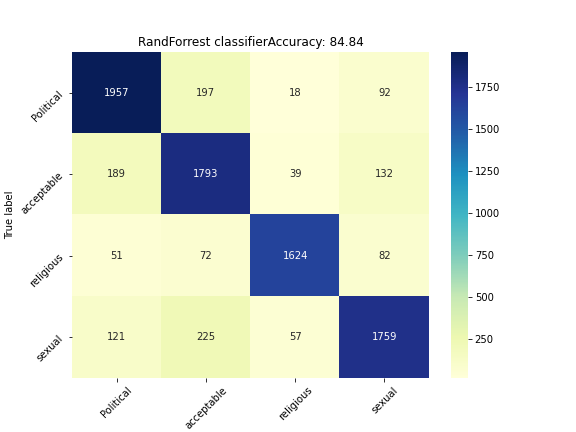 RandForrest classifierAccuracy: 84.84
Political 1957 197 18 92
acceptable 189 1793 39 132
religious 51 72 1624 82
sexual 121 225 57 1759
True label
Political acceptable religious sexual
1750
1500
1250
1000
750
500
250